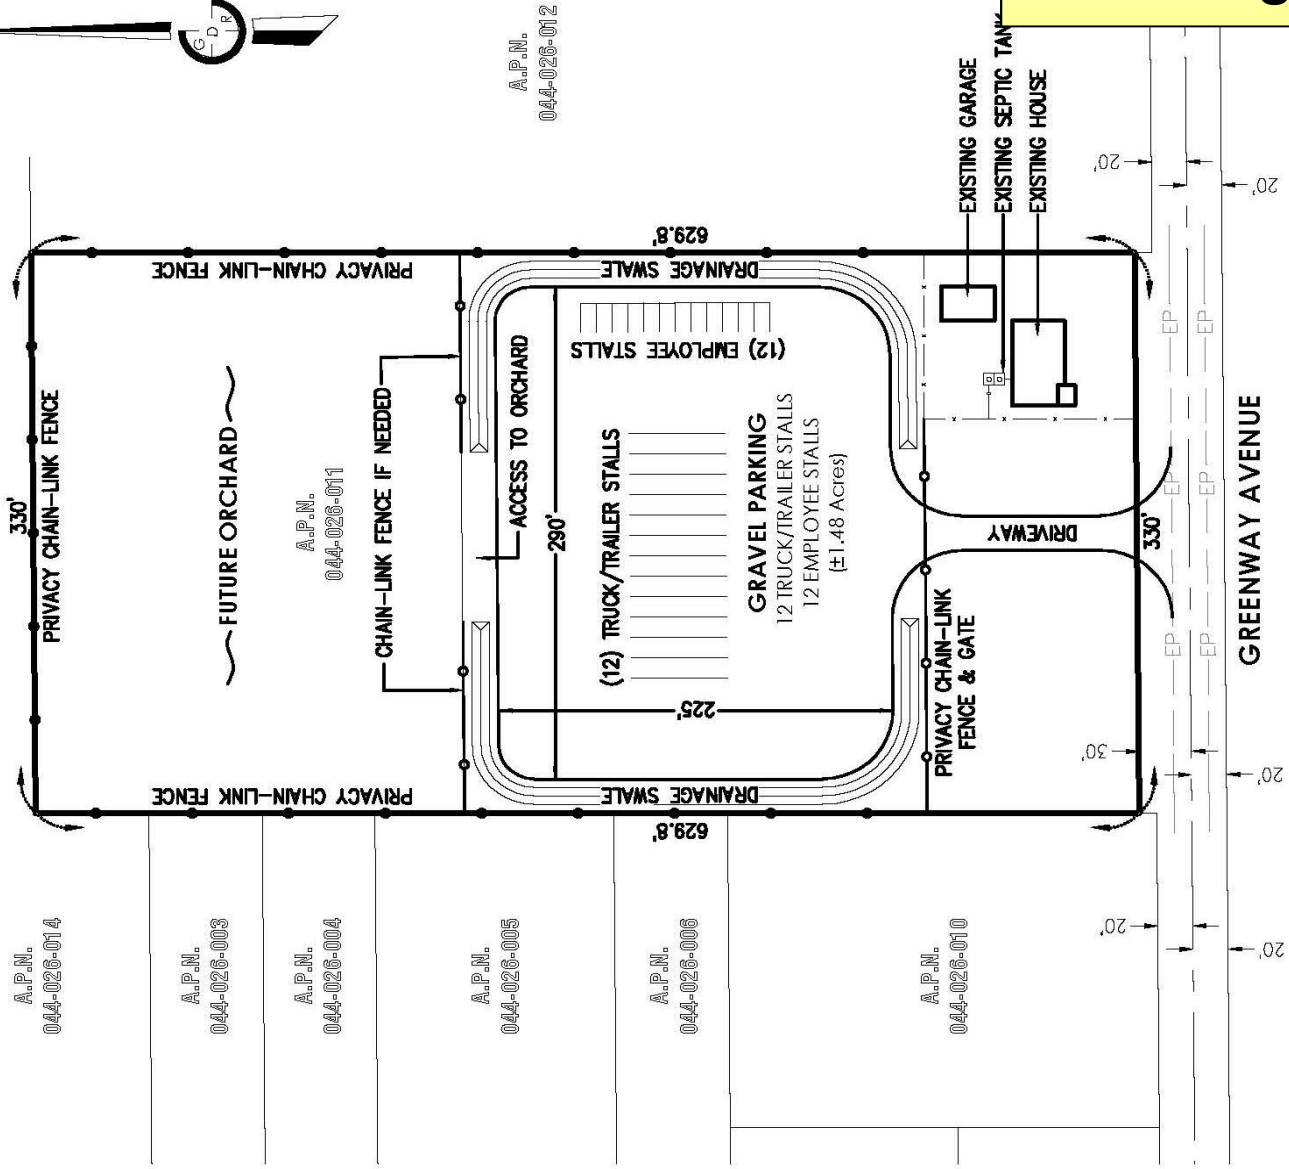 G D R
A.P.N.
044-026-012
EXISTING GARAGE
EXISTING SEPTIC TANK
EXISTING HOUSE
20'
20'
330'
PRIVACY CHAIN-LINK FENCE
PRIVACY CHAIN-LINK FENCE
629.8'
DRAINAGE SWALE
FUTURE ORCHARD
A.P.N.
044-026-011
CHAIN-LINK FENCE IF NEEDED
ACCESS TO ORCHARD
290'
(12) EMPLOYEE STALLS
(12) TRUCK/TRAILER STALLS
GRAVEL PARKING
12 TRUCK/TRAILER STALLS
12 EMPLOYEE STALLS
(±1.48 Acres)
225'
DRIVEWAY
330'
PRIVACY CHAIN-LINK
FENCE & GATE
EP
EP
EP
EP
EP
EP
GREENWAY AVENUE
30'
20'
PRIVACY CHAIN-LINK FENCE
DRAINAGE SWALE
629.8'
20'
20'
A.P.N.
044-026-014
A.P.N.
044-026-003
A.P.N.
044-026-004
A.P.N.
044-026-005
A.P.N.
044-026-006
A.P.N.
044-026-010